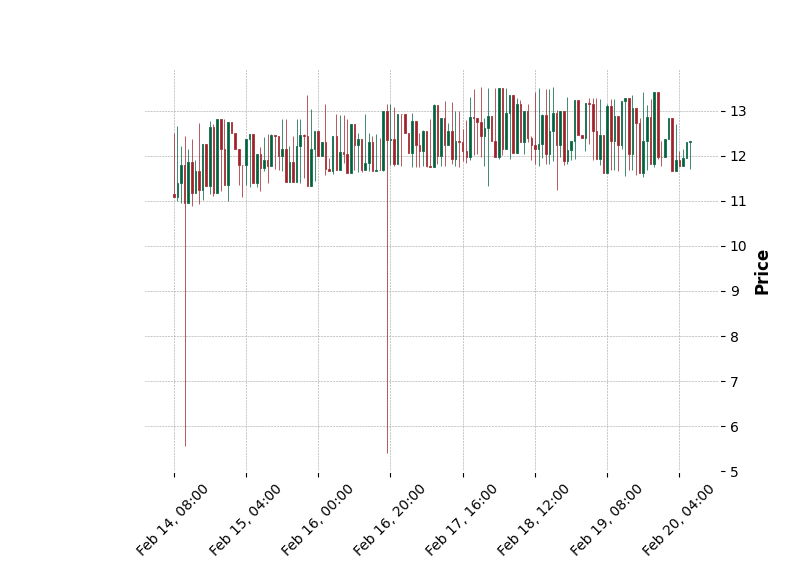 13
12
11
10
9
8
7
6
5
Price
Feb 14, 08:00
Feb 15, 04:00
Feb 16, 00:00
Feb 16, 20:00
Feb 17, 16:00
Feb 18, 12:00
Feb 19, 08:00
Feb 20, 04:00